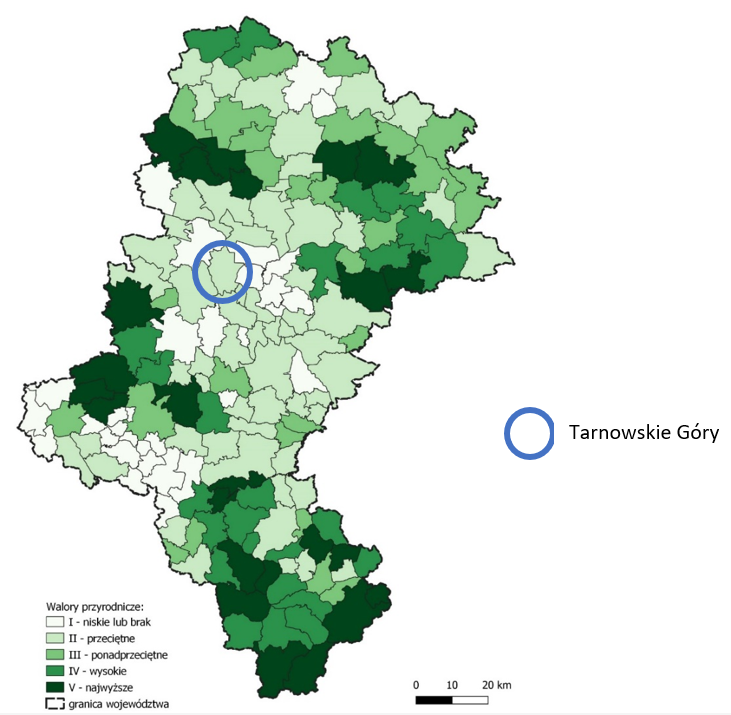 Tarnowskie Góry
Walory przyrodnicze:
I - niskie lub brak
II - przeciętne
III - ponadprzeciętne
IV - wysokie
V - najwyższe
granica województwa
0 10 20 km